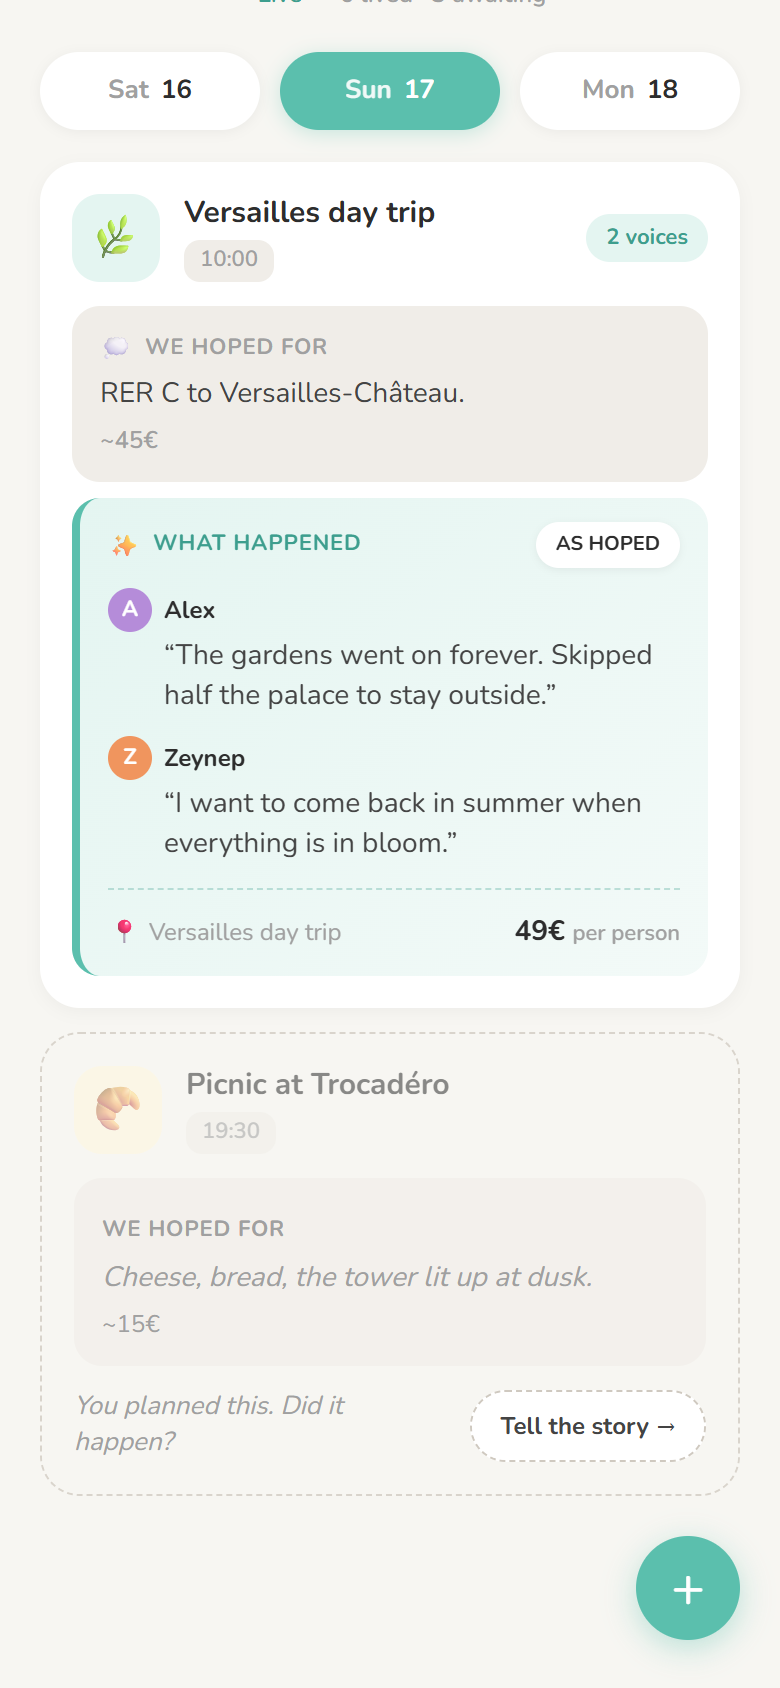 Sat 16
Sun 17
Mon 18
Versailles day trip
10:00
2 voices
WE HOPED FOR
RER C to Versailles-Château.
~45€
WHAT HAPPENED
AS HOPED
A
Alex
“The gardens went on forever. Skipped
half the palace to stay outside.”
Z
Zeynep
“I want to come back in summer when
everything is in bloom.”
Versailles day trip
49€ per person
Picnic at Trocadéro
19:30
WE HOPED FOR
Cheese, bread, the tower lit up at dusk.
~15€
You planned this. Did it
happen?
Tell the story →
+